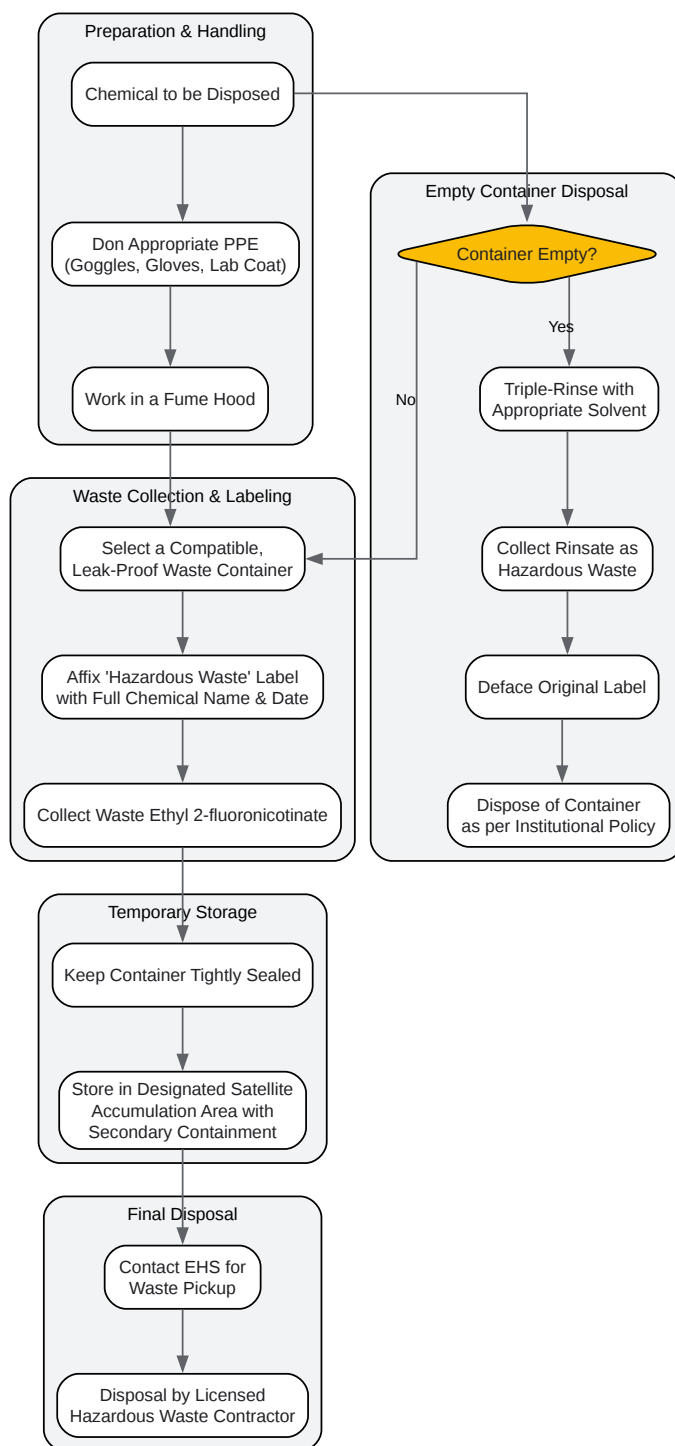 Preparation & Handling
Chemical to be Disposed
Don Appropriate PPE
(Goggles, Gloves, Lab Coat)
Work in a Fume Hood
Empty Container Disposal
Container Empty?
Yes
No
Triple-Rinse with
Appropriate Solvent
Collect Rinsate as
Hazardous Waste
Deface Original Label
Dispose of Container
as per Institutional Policy
Waste Collection & Labeling
Select a Compatible,
Leak-Proof Waste Container
Affix 'Hazardous Waste' Label
with Full Chemical Name & Date
Collect Waste Ethyl 2-fluoronicotinate
Temporary Storage
Keep Container Tightly Sealed
Store in Designated Satellite
Accumulation Area with
Secondary Containment
Final Disposal
Contact EHS for
Waste Pickup
Disposal by Licensed
Hazardous Waste Contractor